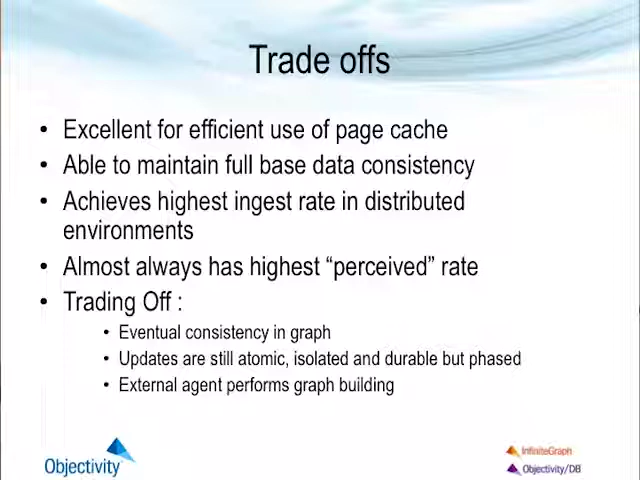 Trade offs
• Excellent for efficient use of page cache
• Able to maintain full base data consistency
• Achieves highest ingest rate in distributed
environments
• Almost always has highest “perceived” rate
• Trading Off :
• Eventual consistency in graph
• Updates are still atomic, isolated and durable but phased
• External agent performs graph building
Objectivity
InfiniteGraph
Objectivity/DB